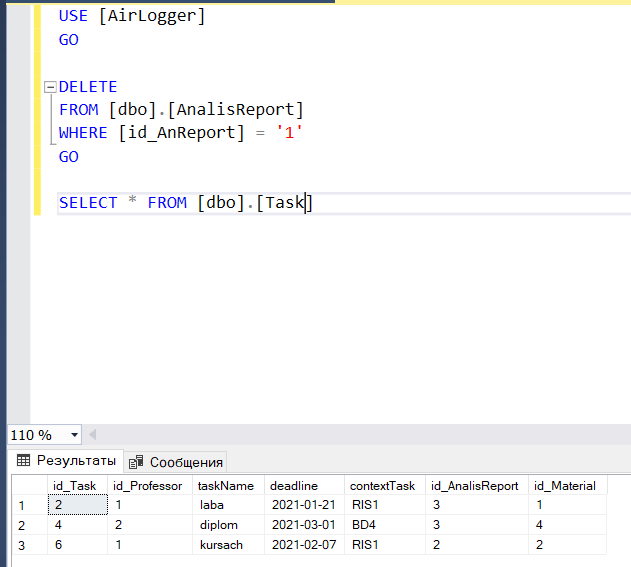 USE [AirLogger]
GO
DELETE
FROM [dbo].[AnalisReport]
WHERE [id_AnReport] = '1'
GO
SELECT * FROM [dbo].[Task]
110 %
Результаты Сообщения
id_Task id_Professor taskName deadline contextTask id_AnalisReport id_Material
1 2 1 laba 2021-01-21 RIS1 3 1
2 4 2 diplom 2021-03-01 BD4 3 4
3 6 1 kursach 2021-02-07 RIS1 2 2